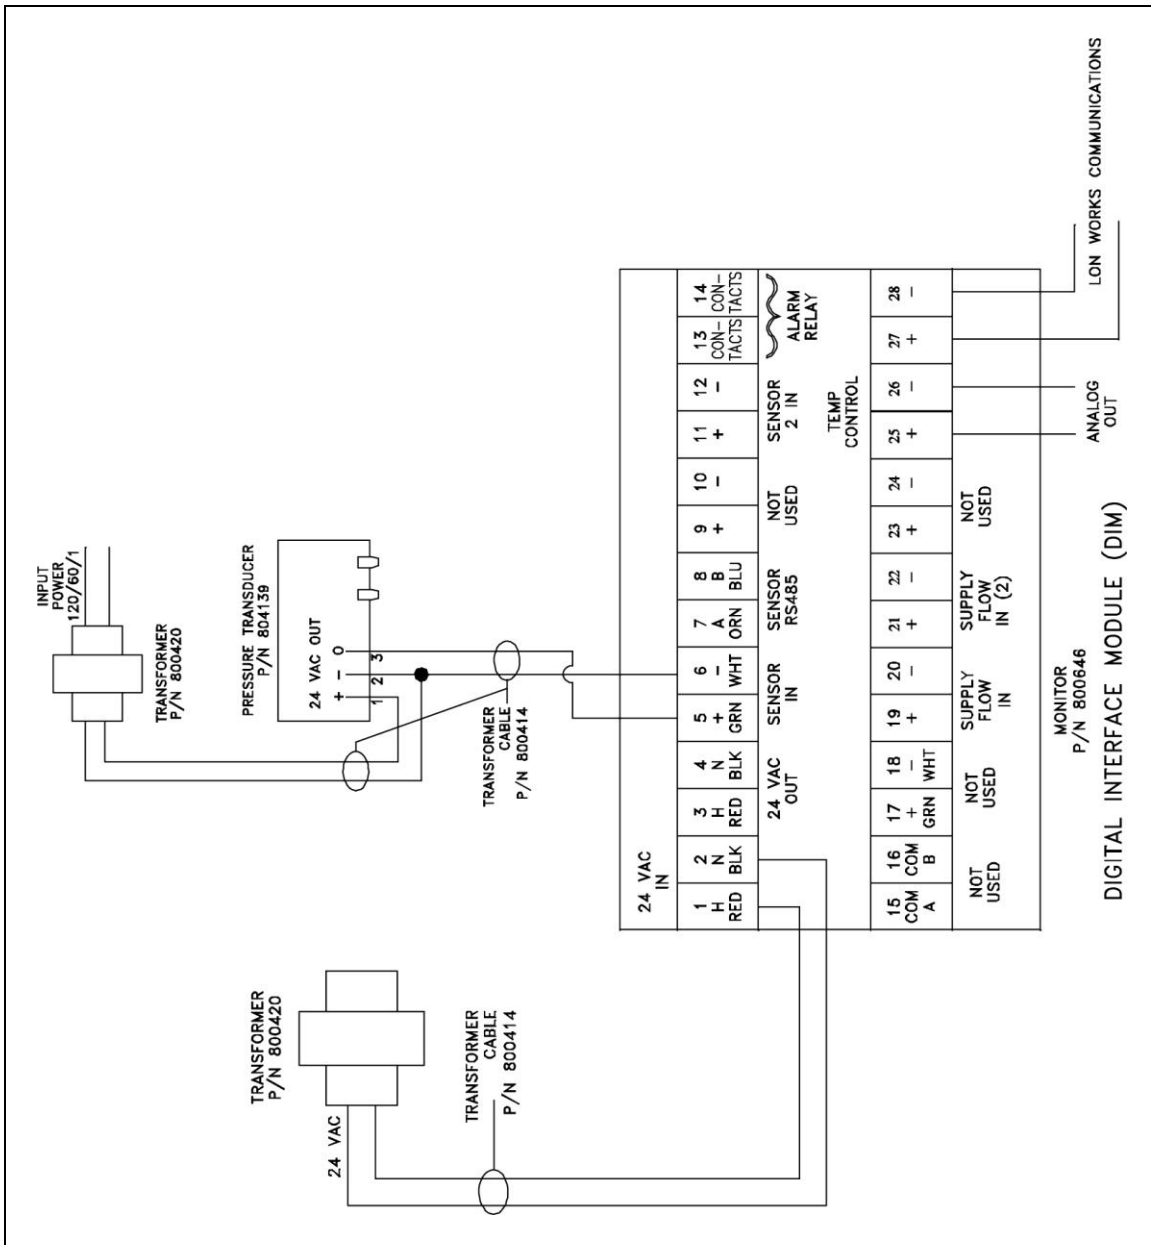 INPUT
POWER
120/60/1
TRANSFORMER
P/N 800420
PRESSURE TRANSDUCER
P/N 804139
24 VAC OUT
+ - O
1 2 3
TRANSFORMER
P/N 800420
24 VAC
TRANSFORMER
CABLE
P/N 800414
TRANSFORMER
CABLE
P/N 800414
24 VAC
IN
1
H
RED
2
N
BLK
3
H
RED
4
N
BLK
5
+
GRN
6
-
WHT
7
A
ORN
8
B
BLU
9
+
10
-
11
+
12
-
13
CON-
TACTS
14
CON-
TACTS
24 VAC
OUT
SENSOR
IN
SENSOR
RS485
NOT
USED
SENSOR
2 IN
ALARM
RELAY
TEMP
CONTROL
15
COM
A
16
COM
B
17
+
GRN
18
-
WHT
19
+
20
-
21
+
22
-
23
+
24
-
25
+
26
-
27
+
28
-
NOT
USED
NOT
USED
SUPPLY
FLOW
IN
SUPPLY
FLOW
IN (2)
NOT
USED
MONITOR
P/N 800646
ANALOG
OUT
LON WORKS COMMUNICATIONS
DIGITAL INTERFACE MODULE (DIM)